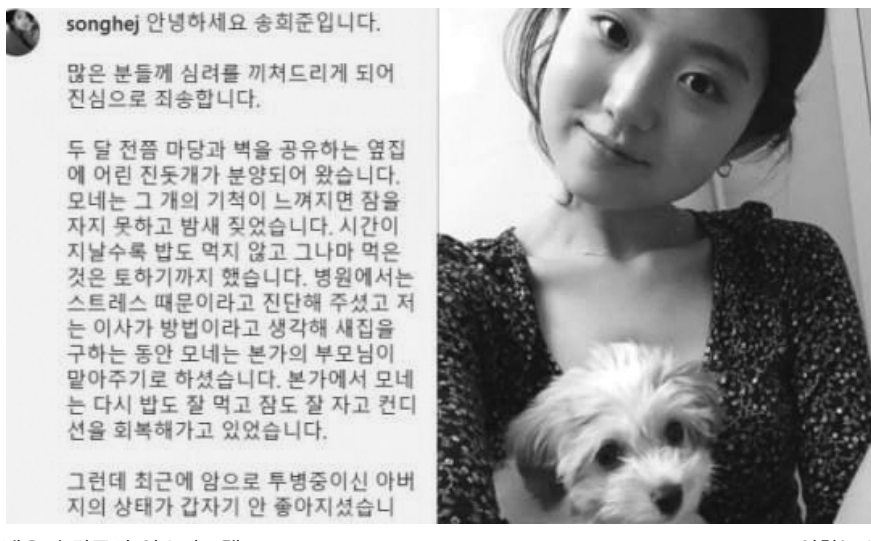 songhej 안녕하세요 송희준입니다.
많은 분들께 심려를 끼쳐드리게 되어
진심으로 죄송합니다.
두 달 전쯤 마당과 벽을 공유하는 옆집
에 어린 진돗개가 분양되어 왔습니다.
모네는 그 개의 기척이 느껴지면 잠을
자지 못하고 밤새 짖었습니다. 시간이
지날수록 밥도 먹지 않고 그나마 먹은
것은 토하기까지 했습니다. 병원에서는
스트레스 때문이라고 진단해 주셨고 저
는 이사가 방법이라고 생각해 새집을
구하는 동안 모네는 본가의 부모님이
맡아주기로 하셨습니다. 본가에서 모네
는 다시 밥도 잘 먹고 잠도 잘 자고 컨디
션을 회복해가고 있었습니다.
그런데 최근에 암으로 투병중이신 아버
지의 상태가 갑자기 안 좋아지셨습니